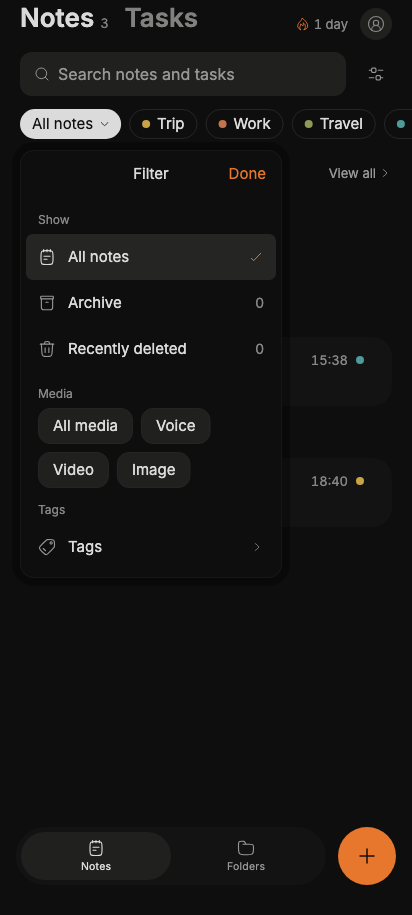 Notes 3 Tasks
1 day
Search notes and tasks
All notes
Trip
Work
Travel
Filter
Done
View all
Show
All notes
Archive
0
Recently deleted
0
15:38
Media
All media
Voice
Video
Image
18:40
Tags
Tags
Notes
Folders